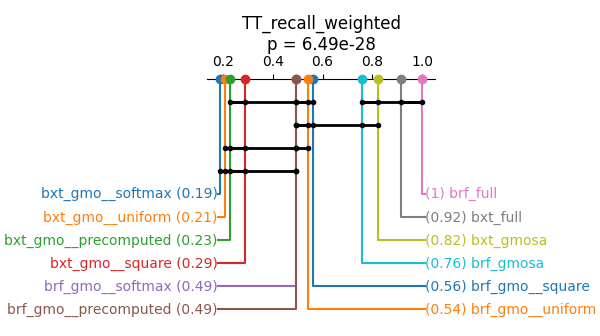 TT_recall_weighted
p = 6.49e-28
0.2 0.4 0.6 0.8 1.0
bxt_gmo__softmax (0.19) (1) brf_full
bxt_gmo__uniform (0.21) (0.92) bxt_full
bxt_gmo__precomputed (0.23) (0.82) bxt_gmosa
bxt_gmo__square (0.29) (0.76) brf_gmosa
brf_gmo__softmax (0.49) (0.56) brf_gmo__square
brf_gmo__precomputed (0.49) (0.54) brf_gmo__uniform